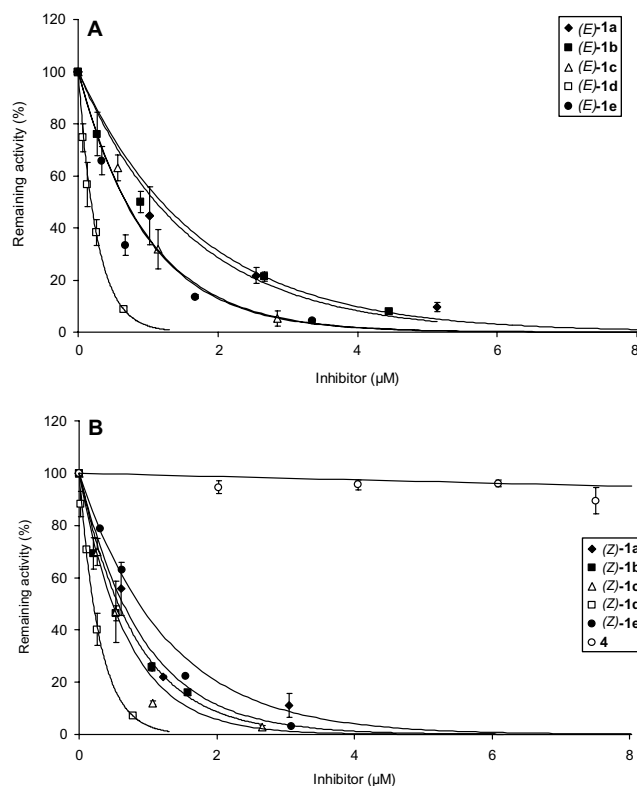 A
120
100
80
60
40
20
0
Remaining activity (%)
(E)-1a
(E)-1b
(E)-1c
(E)-1d
(E)-1e
0 2 4 6 8
Inhibitor (µM)
B
120
100
80
60
40
20
0
Remaining activity (%)
(Z)-1a
(Z)-1b
(Z)-1c
(Z)-1d
(Z)-1e
4
0 2 4 6 8
Inhibitor (µM)